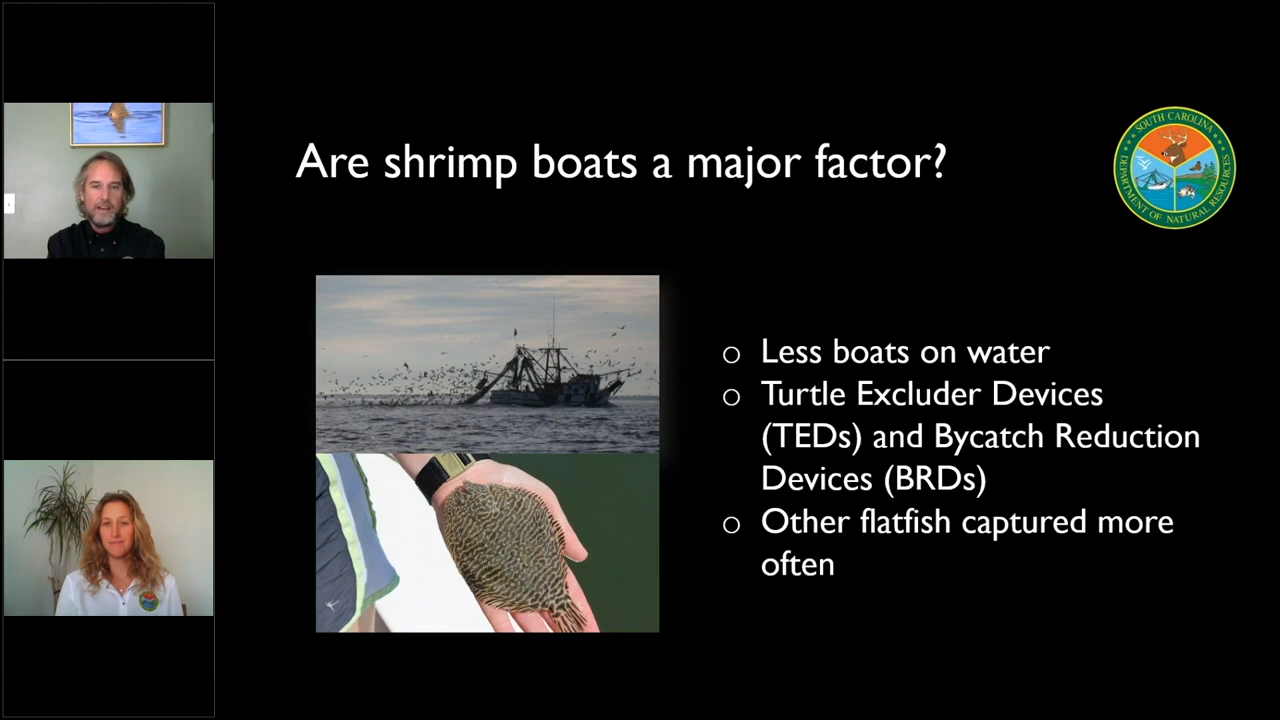 Are shrimp boats a major factor?
SOUTH CAROLINA
DEPARTMENT OF NATURAL RESOURCES
o Less boats on water
o Turtle Excluder Devices
(TEDs) and Bycatch Reduction
Devices (BRDs)
o Other flatfish captured more
often